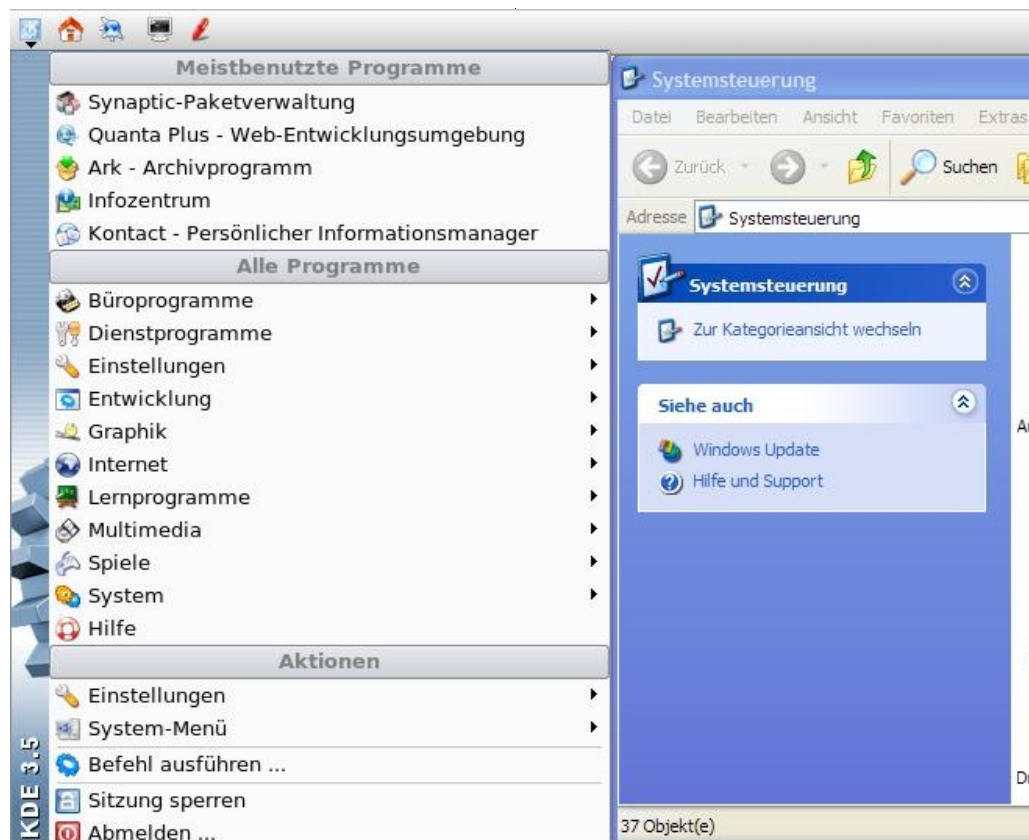 Meistbenutzte Programme
Synaptic-Paketverwaltung
Quanta Plus - Web-Entwicklungsumgebung
Ark - Archivprogramm
Infozentrum
Kontact - Persönlicher Informationsmanager
Alle Programme
Büroprogramme
Dienstprogramme
Einstellungen
Entwicklung
Graphik
Internet
Lernprogramme
Multimedia
Spiele
System
Hilfe
Aktionen
Einstellungen
System-Menü
Befehl ausführen ...
Sitzung sperren
Abmelden ...
KDE 3.5
Systemsteuerung
Datei Bearbeiten Ansicht Favoriten Extras
Zurück Suchen
Adresse Systemsteuerung
Systemsteuerung
Zur Kategorieansicht wechseln
Siehe auch
Windows Update
Hilfe und Support
37 Objekt(e)